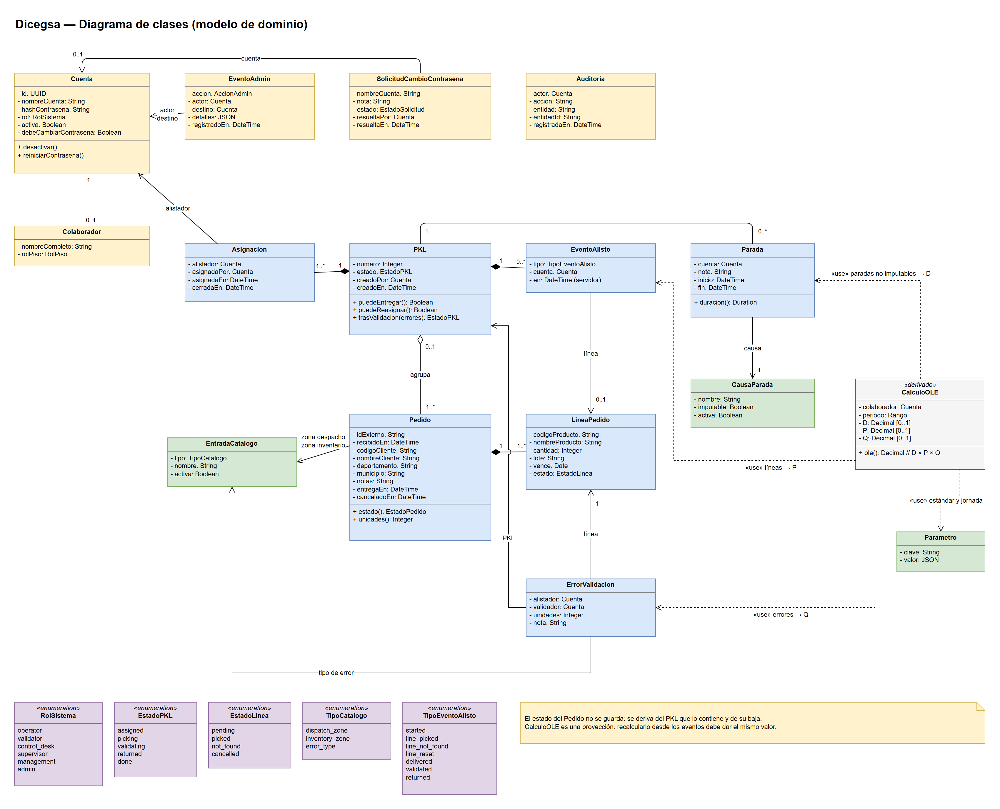 Dicegsa — Diagrama de clases (modelo de dominio)
0..1
cuenta
Cuenta
- id: UUID
- nombreCuenta: String
- hashContrasena: String
- rol: RolSistema
- activa: Boolean
- debeCambiarContrasena: Boolean
+ desactivar()
+ reiniciarContrasena()
actor
destino
EventoAdmin
- accion: AccionAdmin
- actor: Cuenta
- destino: Cuenta
- detalles: JSON
- registradoEn: DateTime
SolicitudCambioContrasena
- nombreCuenta: String
- nota: String
- estado: EstadoSolicitud
- resueltaPor: Cuenta
- resueltaEn: DateTime
Auditoria
- actor: Cuenta
- accion: String
- entidad: String
- entidadId: String
- registradaEn: DateTime
1
0..1
alistador
Colaborador
- nombreCompleto: String
- rolPiso: RolPiso
1
0..*
Asignacion
- alistador: Cuenta
- asignadaPor: Cuenta
- asignadaEn: DateTime
- cerradaEn: DateTime
1..*
1
PKL
- numero: Integer
- estado: EstadoPKL
- creadoPor: Cuenta
- creadoEn: DateTime
+ puedeEntregar(): Boolean
+ puedeReasignar(): Boolean
+ trasValidacion(errores): EstadoPKL
1
0..*
EventoAlisto
- tipo: TipoEventoAlisto
- cuenta: Cuenta
- en: DateTime (servidor)
Parada
- cuenta: Cuenta
- nota: String
- inicio: DateTime
- fin: DateTime
+ duracion(): Duration
«use» paradas no imputables → D
0..1
agrupa
1..*
línea
0..1
causa
1
CausaParada
- nombre: String
- imputable: Boolean
- activa: Boolean
«derivado»
CalculoOLE
- colaborador: Cuenta
- periodo: Rango
- D: Decimal [0..1]
- P: Decimal [0..1]
- Q: Decimal [0..1]
+ ole(): Decimal // D × P × Q
EntradaCatalogo
- tipo: TipoCatalogo
- nombre: String
- activa: Boolean
zona despacho
zona inventario
Pedido
- idExterno: String
- recibidoEn: DateTime
- codigoCliente: String
- nombreCliente: String
- departamento: String
- municipio: String
- notas: String
- entregaEn: DateTime
- canceladoEn: DateTime
+ estado(): EstadoPedido
+ unidades(): Integer
1
1..*
LineaPedido
- codigoProducto: String
- nombreProducto: String
- cantidad: Integer
- lote: String
- vence: Date
- estado: EstadoLinea
«use» líneas → P
«use» estándar y jornada
1
línea
PKL
Parametro
- clave: String
- valor: JSON
ErrorValidacion
- alistador: Cuenta
- validador: Cuenta
- unidades: Integer
- nota: String
«use» errores → Q
tipo de error
«enumeration»
RolSistema
operator
validator
control_desk
supervisor
management
admin
«enumeration»
EstadoPKL
assigned
picking
validating
returned
done
«enumeration»
EstadoLinea
pending
picked
not_found
cancelled
«enumeration»
TipoCatalogo
dispatch_zone
inventory_zone
error_type
«enumeration»
TipoEventoAlisto
started
line_picked
line_not_found
line_reset
delivered
validated
returned
El estado del Pedido no se guarda: se deriva del PKL que lo contiene y de su baja.
CalculoOLE es una proyección: recalcularlo desde los eventos debe dar el mismo valor.